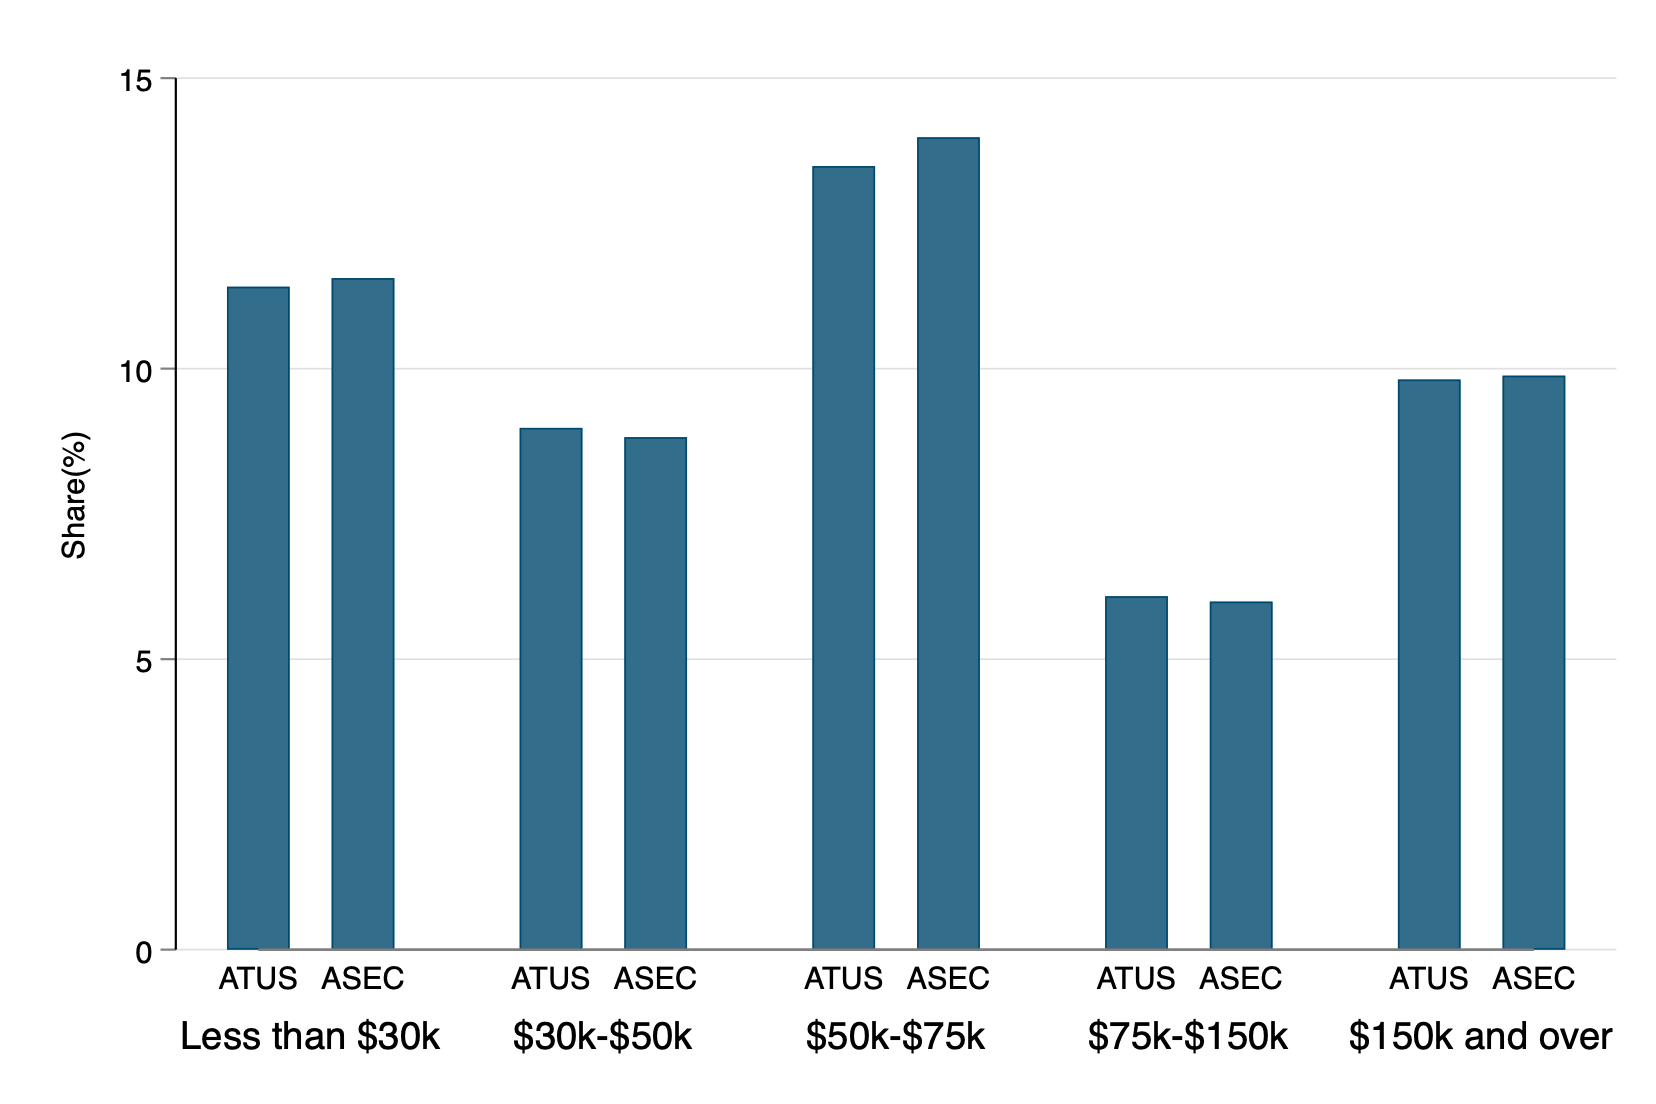 15
10
5
0
Share(%)
ATUS ASEC ATUS ASEC ATUS ASEC ATUS ASEC ATUS ASEC
Less than $30k $30k-$50k $50k-$75k $75k-$150k $150k and over